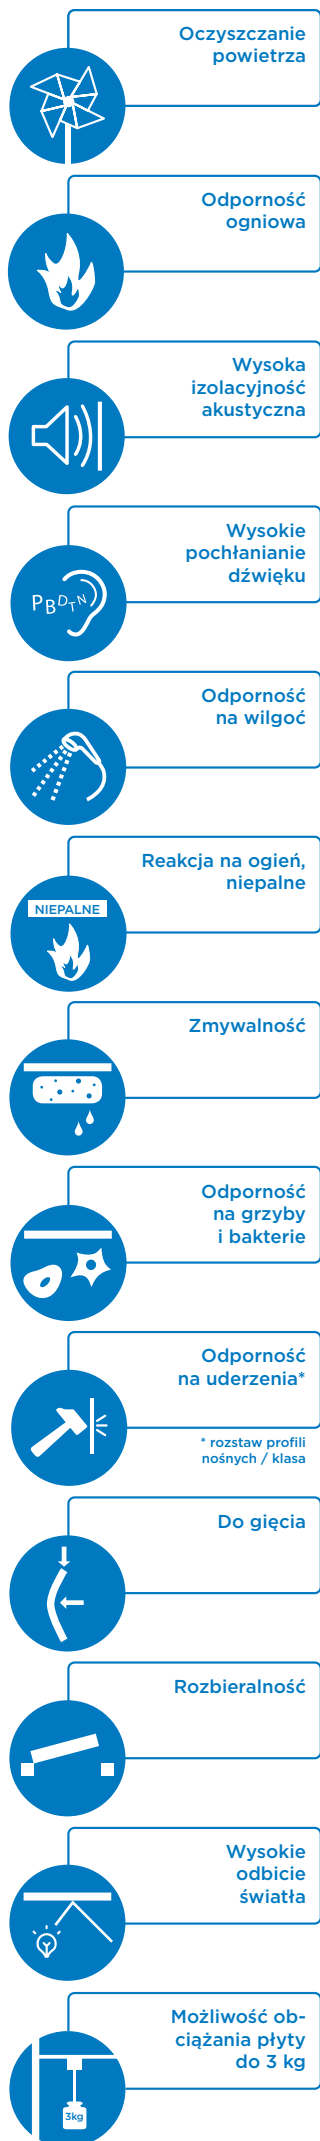 Oczyszczanie
powietrza
Odporność
ogniowa
Wysoka
izolacyjność
akustyczna
Wysokie
pochłanianie
dźwięku
PBDTN
Odporność
na wilgoć
Reakcja na ogień,
niepalne
NIEPALNE
Zmywalność
Odporność
na grzyby
i bakterie
Odporność
na uderzenia*
* rozstaw profili
nośnych / klasa
Do gięcia
Rozbieralność
Wysokie
odbicie
światła
Możliwość ob-
ciążania płyty
do 3 kg
3kg